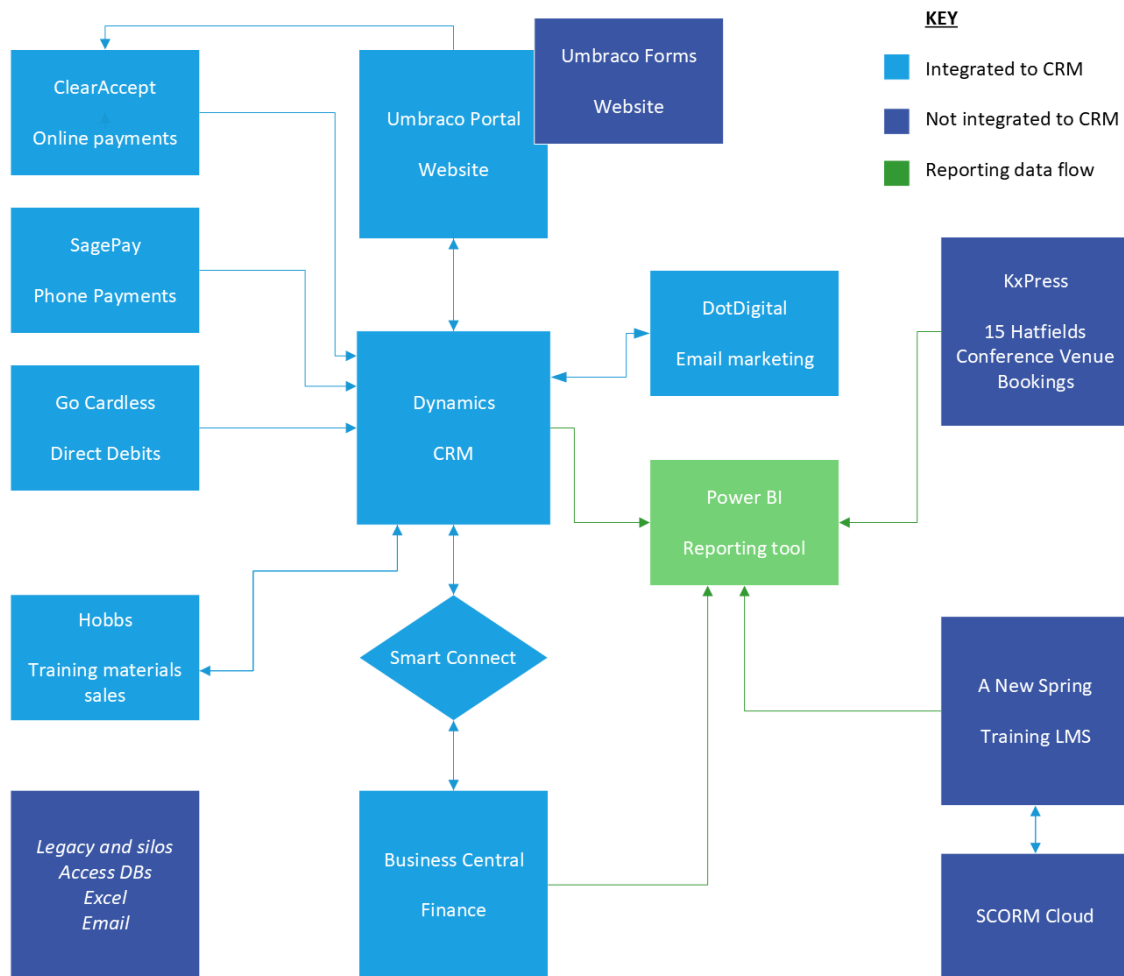 KEY
Integrated to CRM
Not integrated to CRM
Reporting data flow
ClearAccept
Online payments
Umbraco Portal
Website
Umbraco Forms
Website
SagePay
Phone Payments
DotDigital
Email marketing
KxPress
15 Hatfields
Conference Venue
Bookings
Go Cardless
Direct Debits
Dynamics
CRM
Power BI
Reporting tool
Hobbs
Training materials
sales
Smart Connect
A New Spring
Training LMS
Legacy and silos
Access DBs
Excel
Email
Business Central
Finance
SCORM Cloud